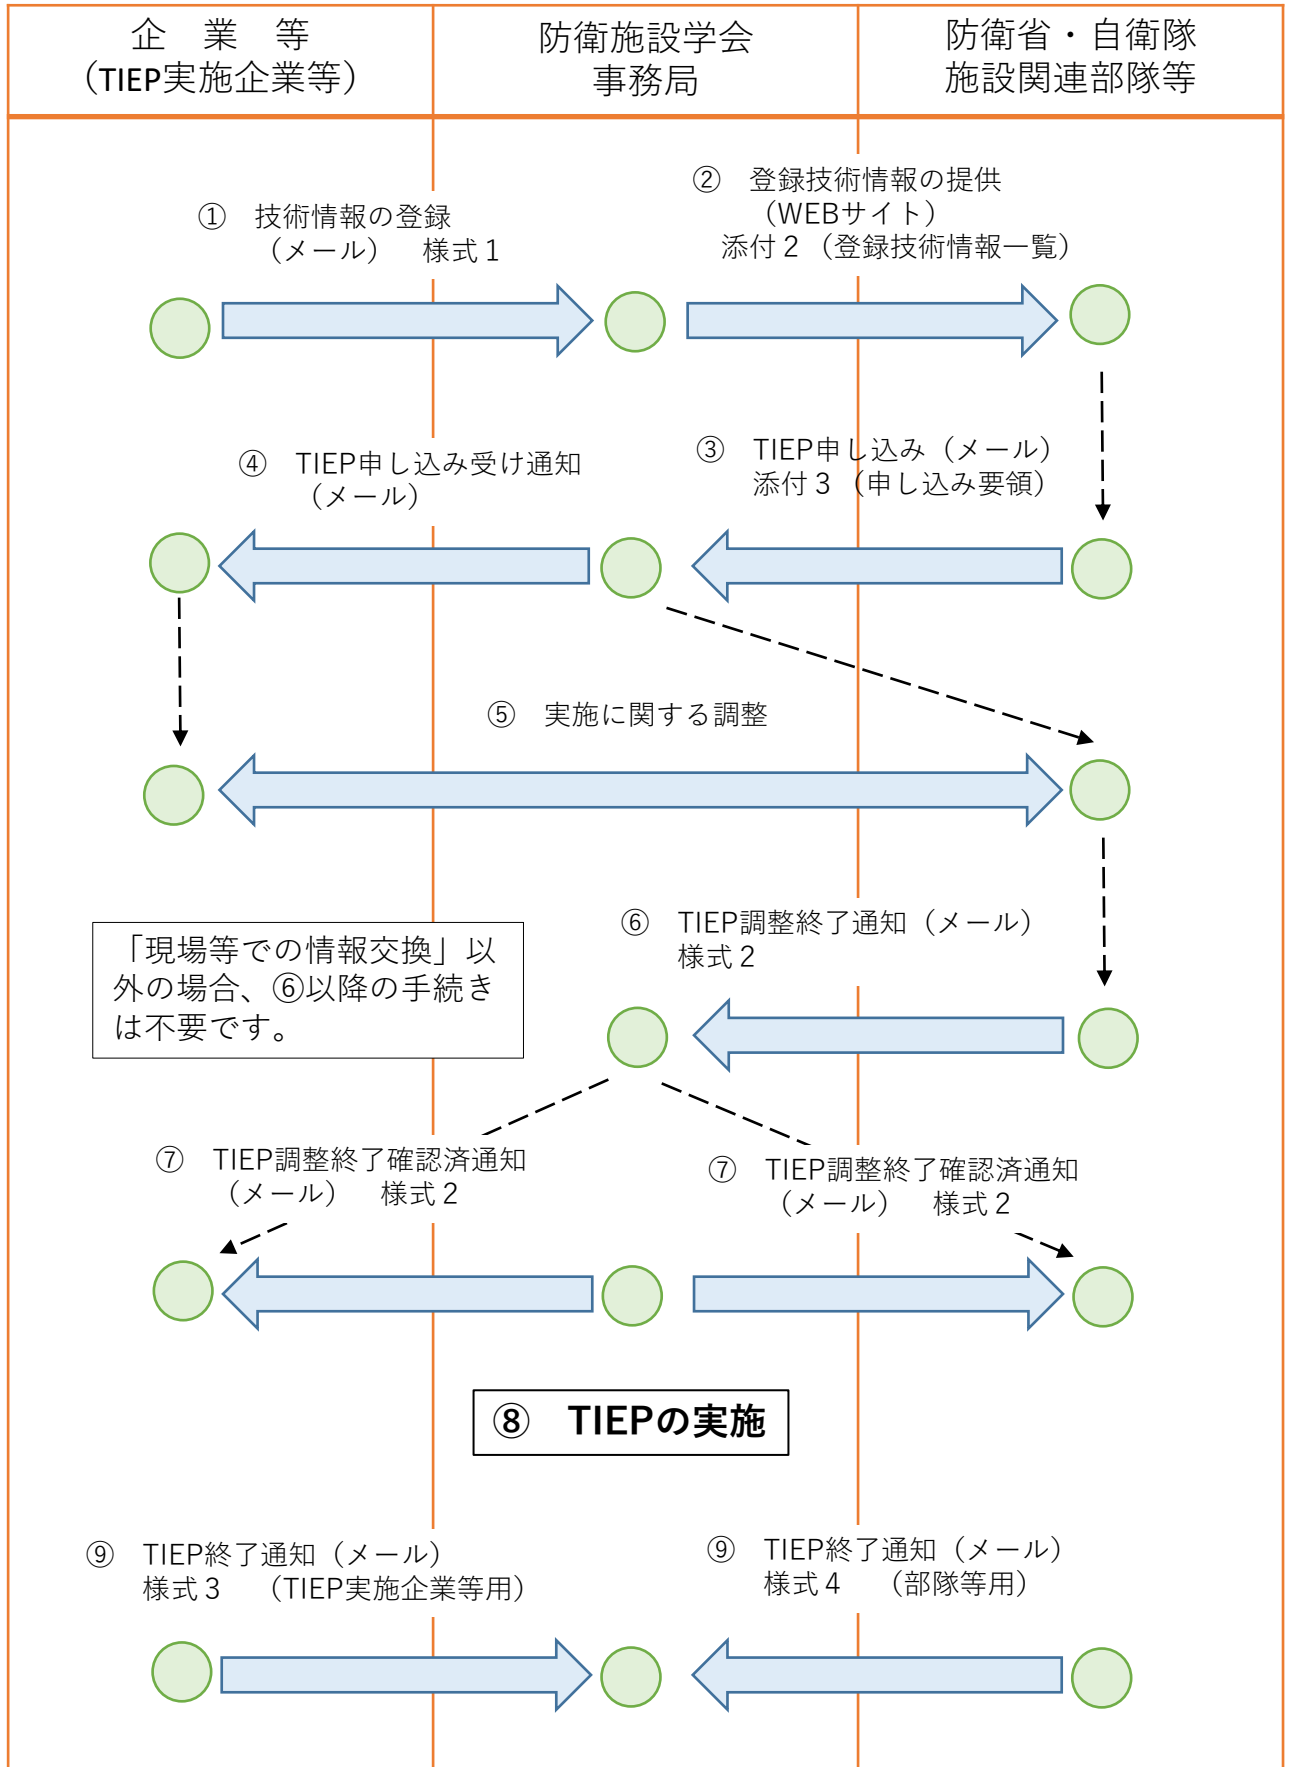 企　業　等
（TIEP実施企業等）
防衛施設学会
事務局
防衛省・自衛隊
施設関連部隊等
①　技術情報の登録
（メール）　様式１
②　登録技術情報の提供
（WEBサイト）
添付２（登録技術情報一覧）
③　TIEP申し込み（メール）
添付３（申し込み要領）
④　TIEP申し込み受け通知
（メール）
⑤　実施に関する調整
⑥　TIEP調整終了通知（メール）
様式２
「現場等での情報交換」以
外の場合、⑥以降の手続き
は不要です。
⑦　TIEP調整終了確認済通知
（メール）　様式２
⑦　TIEP調整終了確認済通知
（メール）　様式２
⑧　TIEPの実施
⑨　TIEP終了通知（メール）
様式３　（TIEP実施企業等用）
⑨　TIEP終了通知（メール）
様式４　（部隊等用）